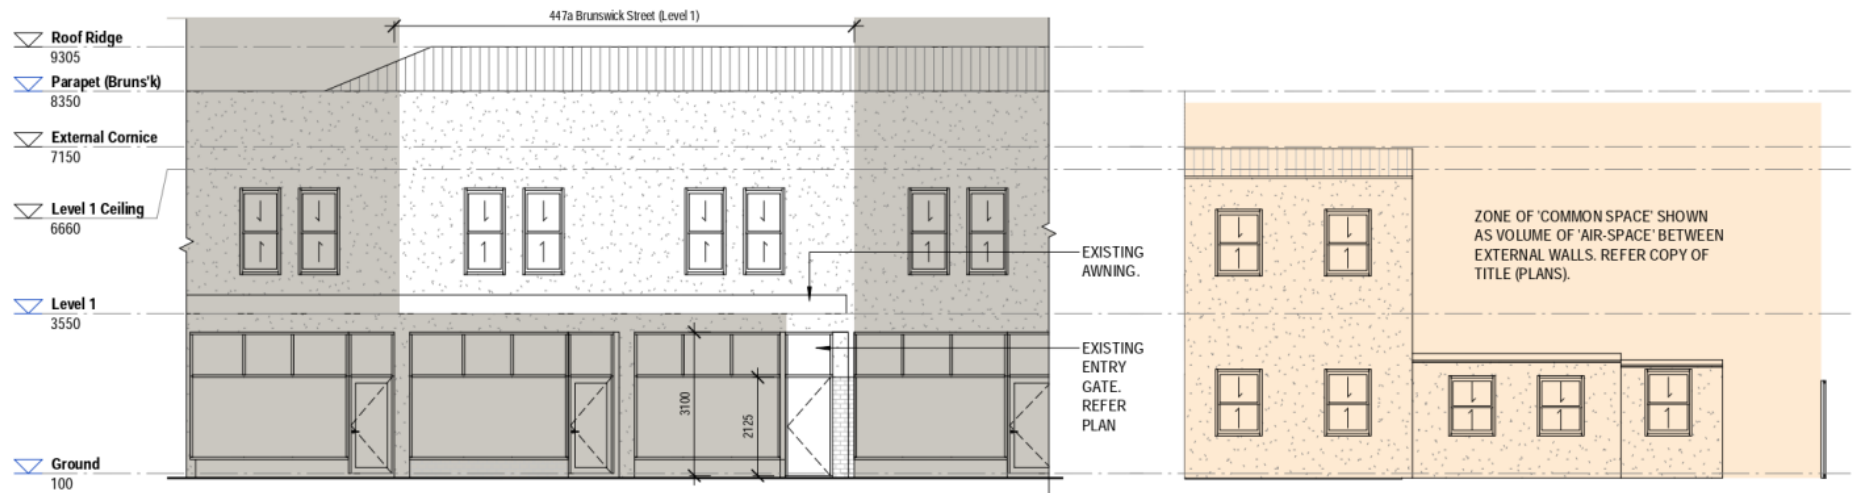 447a Brunswick Street (Level 1)
Roof Ridge
9305
Parapet (Bruns'k)
8350
External Cornice
7150
Level 1 Ceiling
6660
Level 1
3550
Ground
100
EXISTING
AWNING.
EXISTING
ENTRY
GATE.
REFER
PLAN
3100
2125
ZONE OF 'COMMON SPACE' SHOWN
AS VOLUME OF 'AIR-SPACE' BETWEEN
EXTERNAL WALLS. REFER COPY OF
TITLE (PLANS).